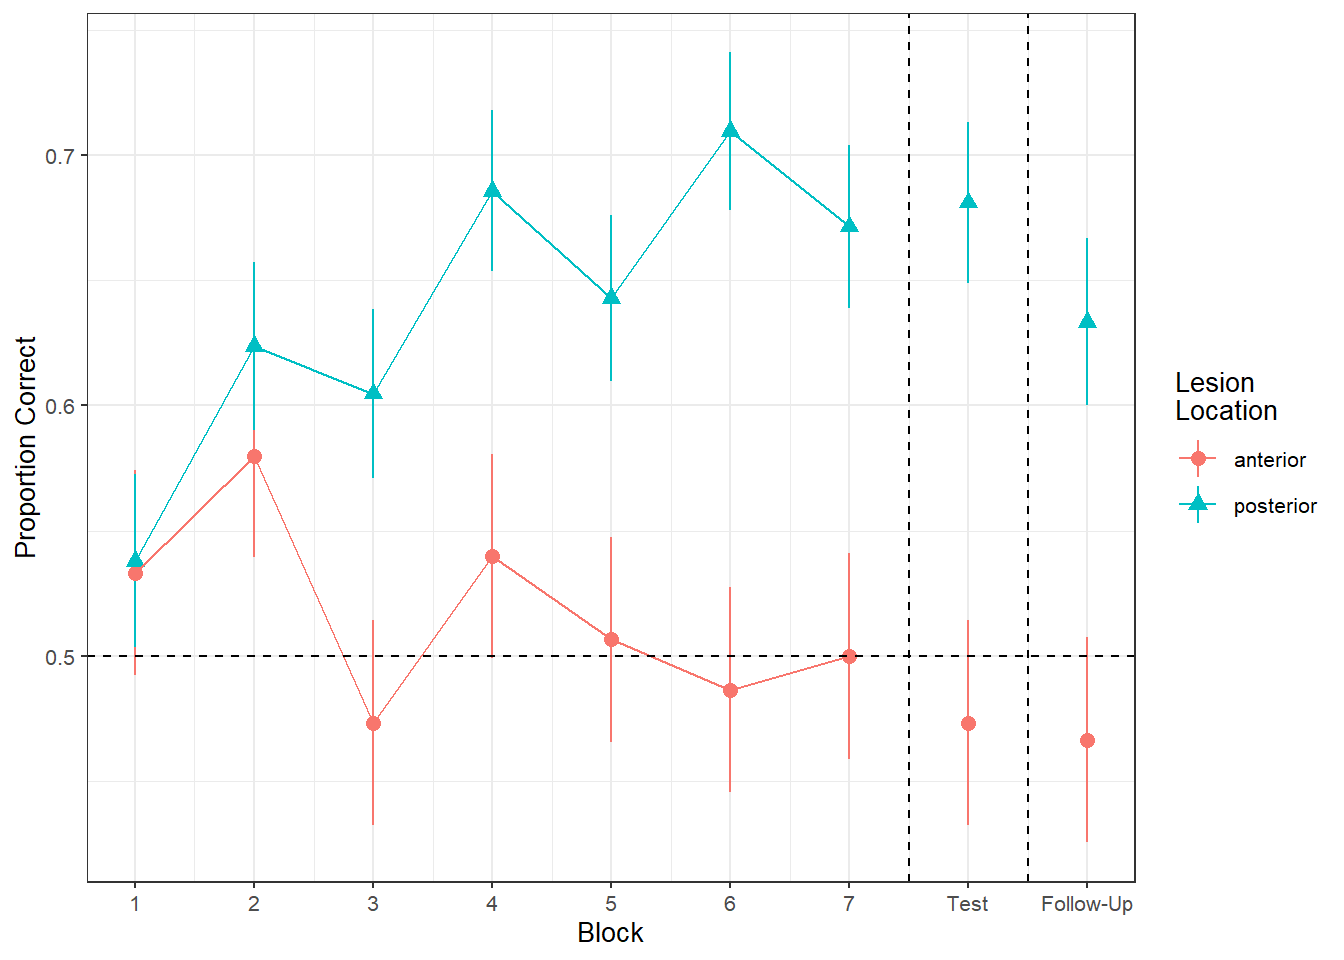 0.7
0.6
0.5
Proportion Correct
1 2 3 4 5 6 7 Test Follow-Up
Block
Lesion
Location
anterior
posterior